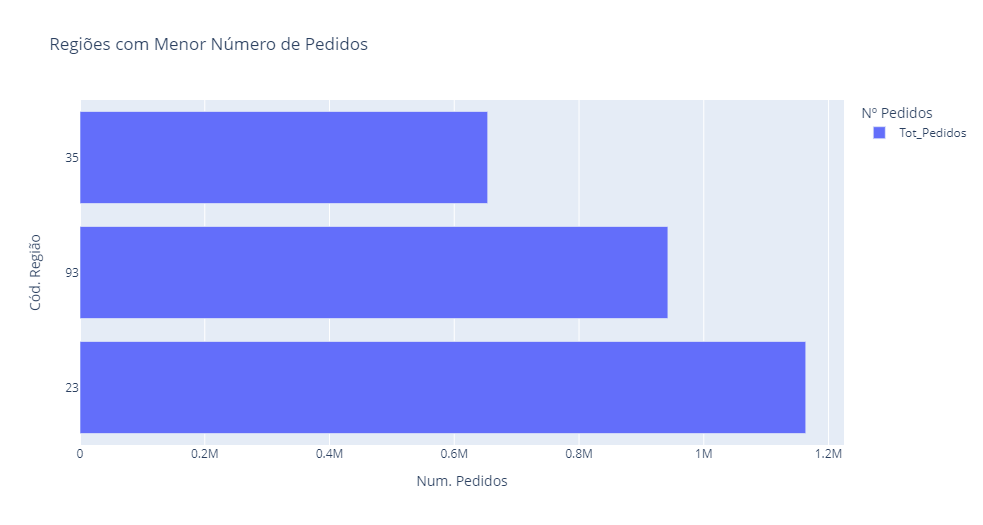 Regiões com Menor Número de Pedidos
Nº Pedidos
Tot_Pedidos
Cód. Região
35
93
23
0
0.2M
0.4M
0.6M
0.8M
1M
1.2M
Num. Pedidos